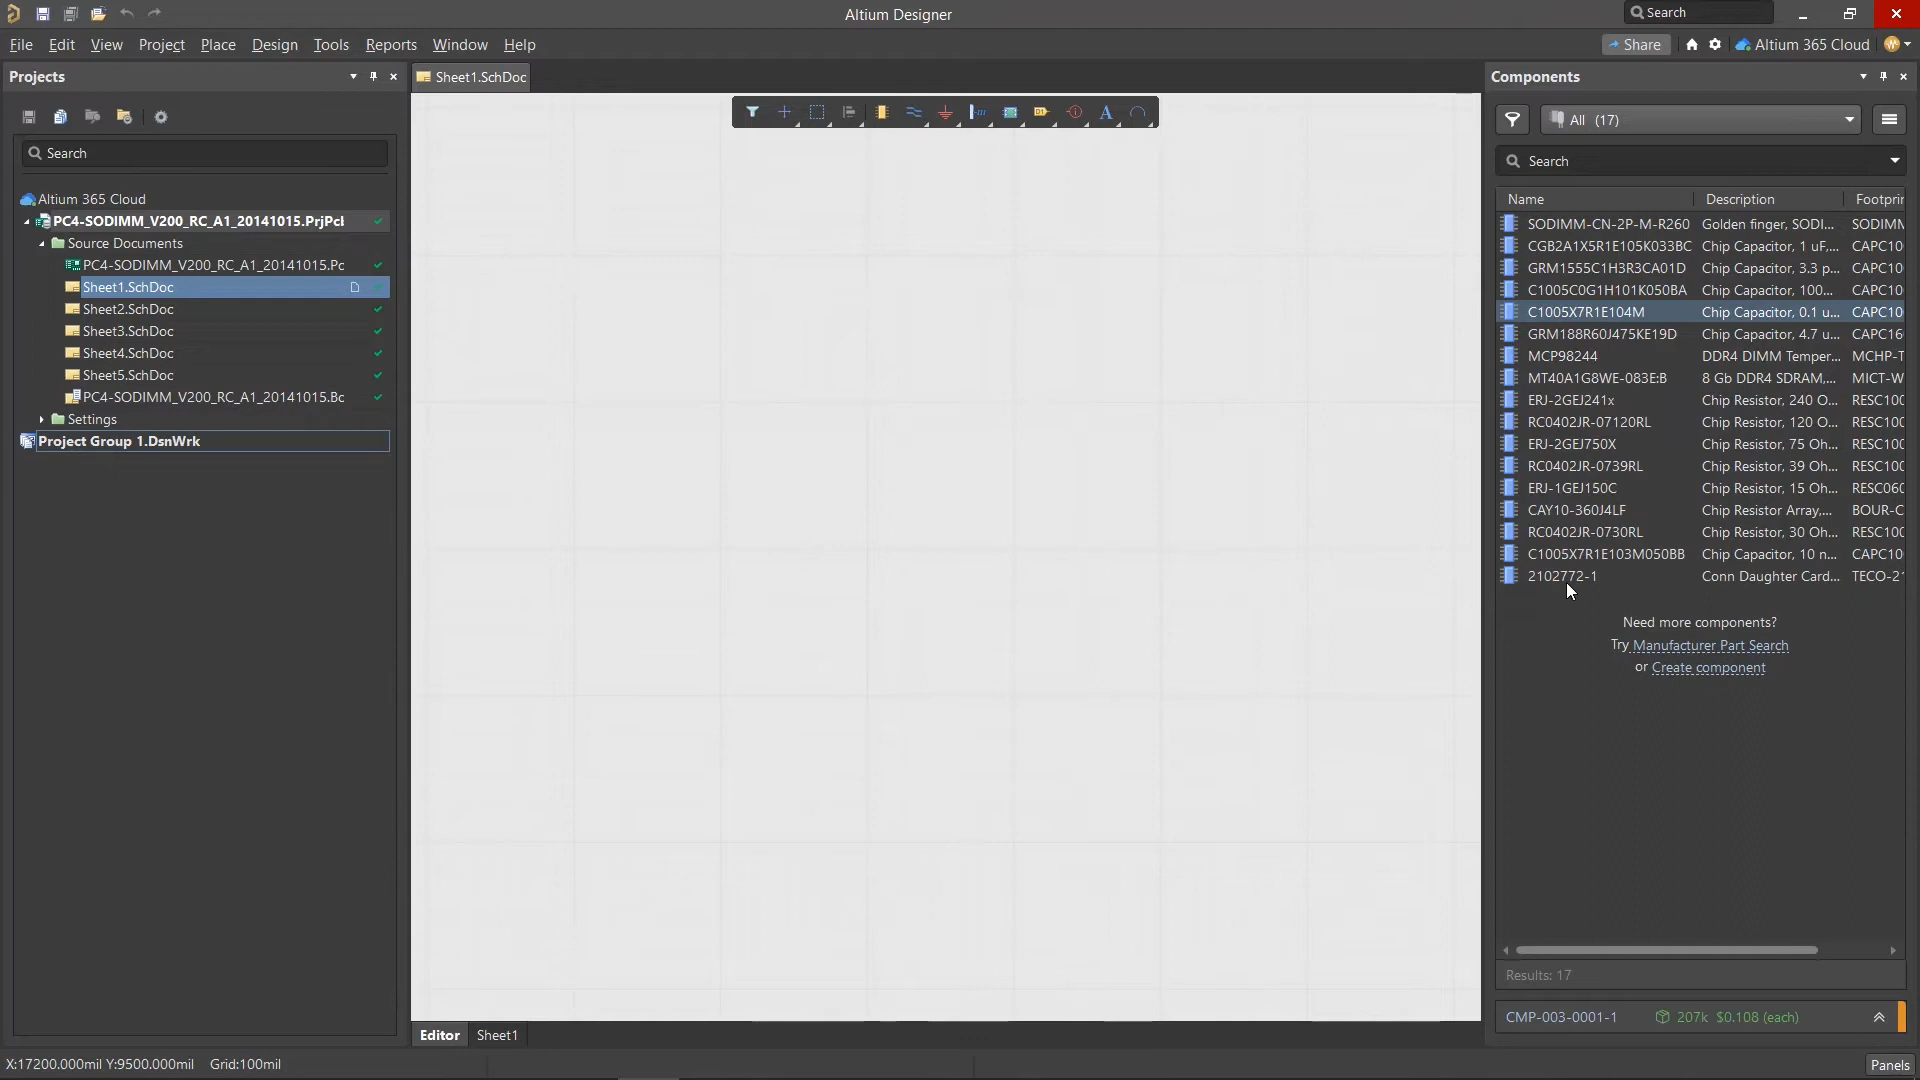 Altium Designer
Search
File Edit View Project Place Design Tools Reports Window Help
Share
Altium 365 Cloud
Projects
Search
Altium 365 Cloud
PC4-SODIMM_V200_RC_A1_20141015.PrjPcb
Source Documents
PC4-SODIMM_V200_RC_A1_20141015.Pc
Sheet1.SchDoc
Sheet2.SchDoc
Sheet3.SchDoc
Sheet4.SchDoc
Sheet5.SchDoc
PC4-SODIMM_V200_RC_A1_20141015.Bc
Settings
Project Group 1.DsnWrk
Sheet1.SchDoc
Editor Sheet1
Components
All (17)
Search
Name Description Footprin
SODIMM-CN-2P-M-R260 Golden finger, SODI... SODIMM
CGB2A1X5R1E105K033BC Chip Capacitor, 1 uF,... CAPC10
GRM1555C1H3R3CA01D Chip Capacitor, 3.3 p... CAPC10
C1005C0G1H101K050BA Chip Capacitor, 100... CAPC10
C1005X7R1E104M Chip Capacitor, 0.1 u... CAPC10
GRM188R60J475KE19D Chip Capacitor, 4.7 u... CAPC16
MCP98244 DDR4 DIMM Temper... MCHP-T
MT40A1G8WE-083E:B 8 Gb DDR4 SDRAM,... MICT-W
ERJ-2GEJ241x Chip Resistor, 240 O... RESC100
RC0402JR-07120RL Chip Resistor, 120 O... RESC100
ERJ-2GEJ750X Chip Resistor, 75 Oh... RESC100
RC0402JR-0739RL Chip Resistor, 39 Oh... RESC100
ERJ-1GEJ150C Chip Resistor, 15 Oh... RESC060
CAY10-360J4LF Chip Resistor Array,... BOUR-C
RC0402JR-0730RL Chip Resistor, 30 Oh... RESC100
C1005X7R1E103M050BB Chip Capacitor, 10 n... CAPC10
2102772-1 Conn Daughter Card... TECO-21
Need more components?
Try Manufacturer Part Search
or Create component
Results: 17
CMP-003-0001-1 207k $0.108 (each)
X:17200.000mil Y:9500.000mil Grid:100mil
Panels